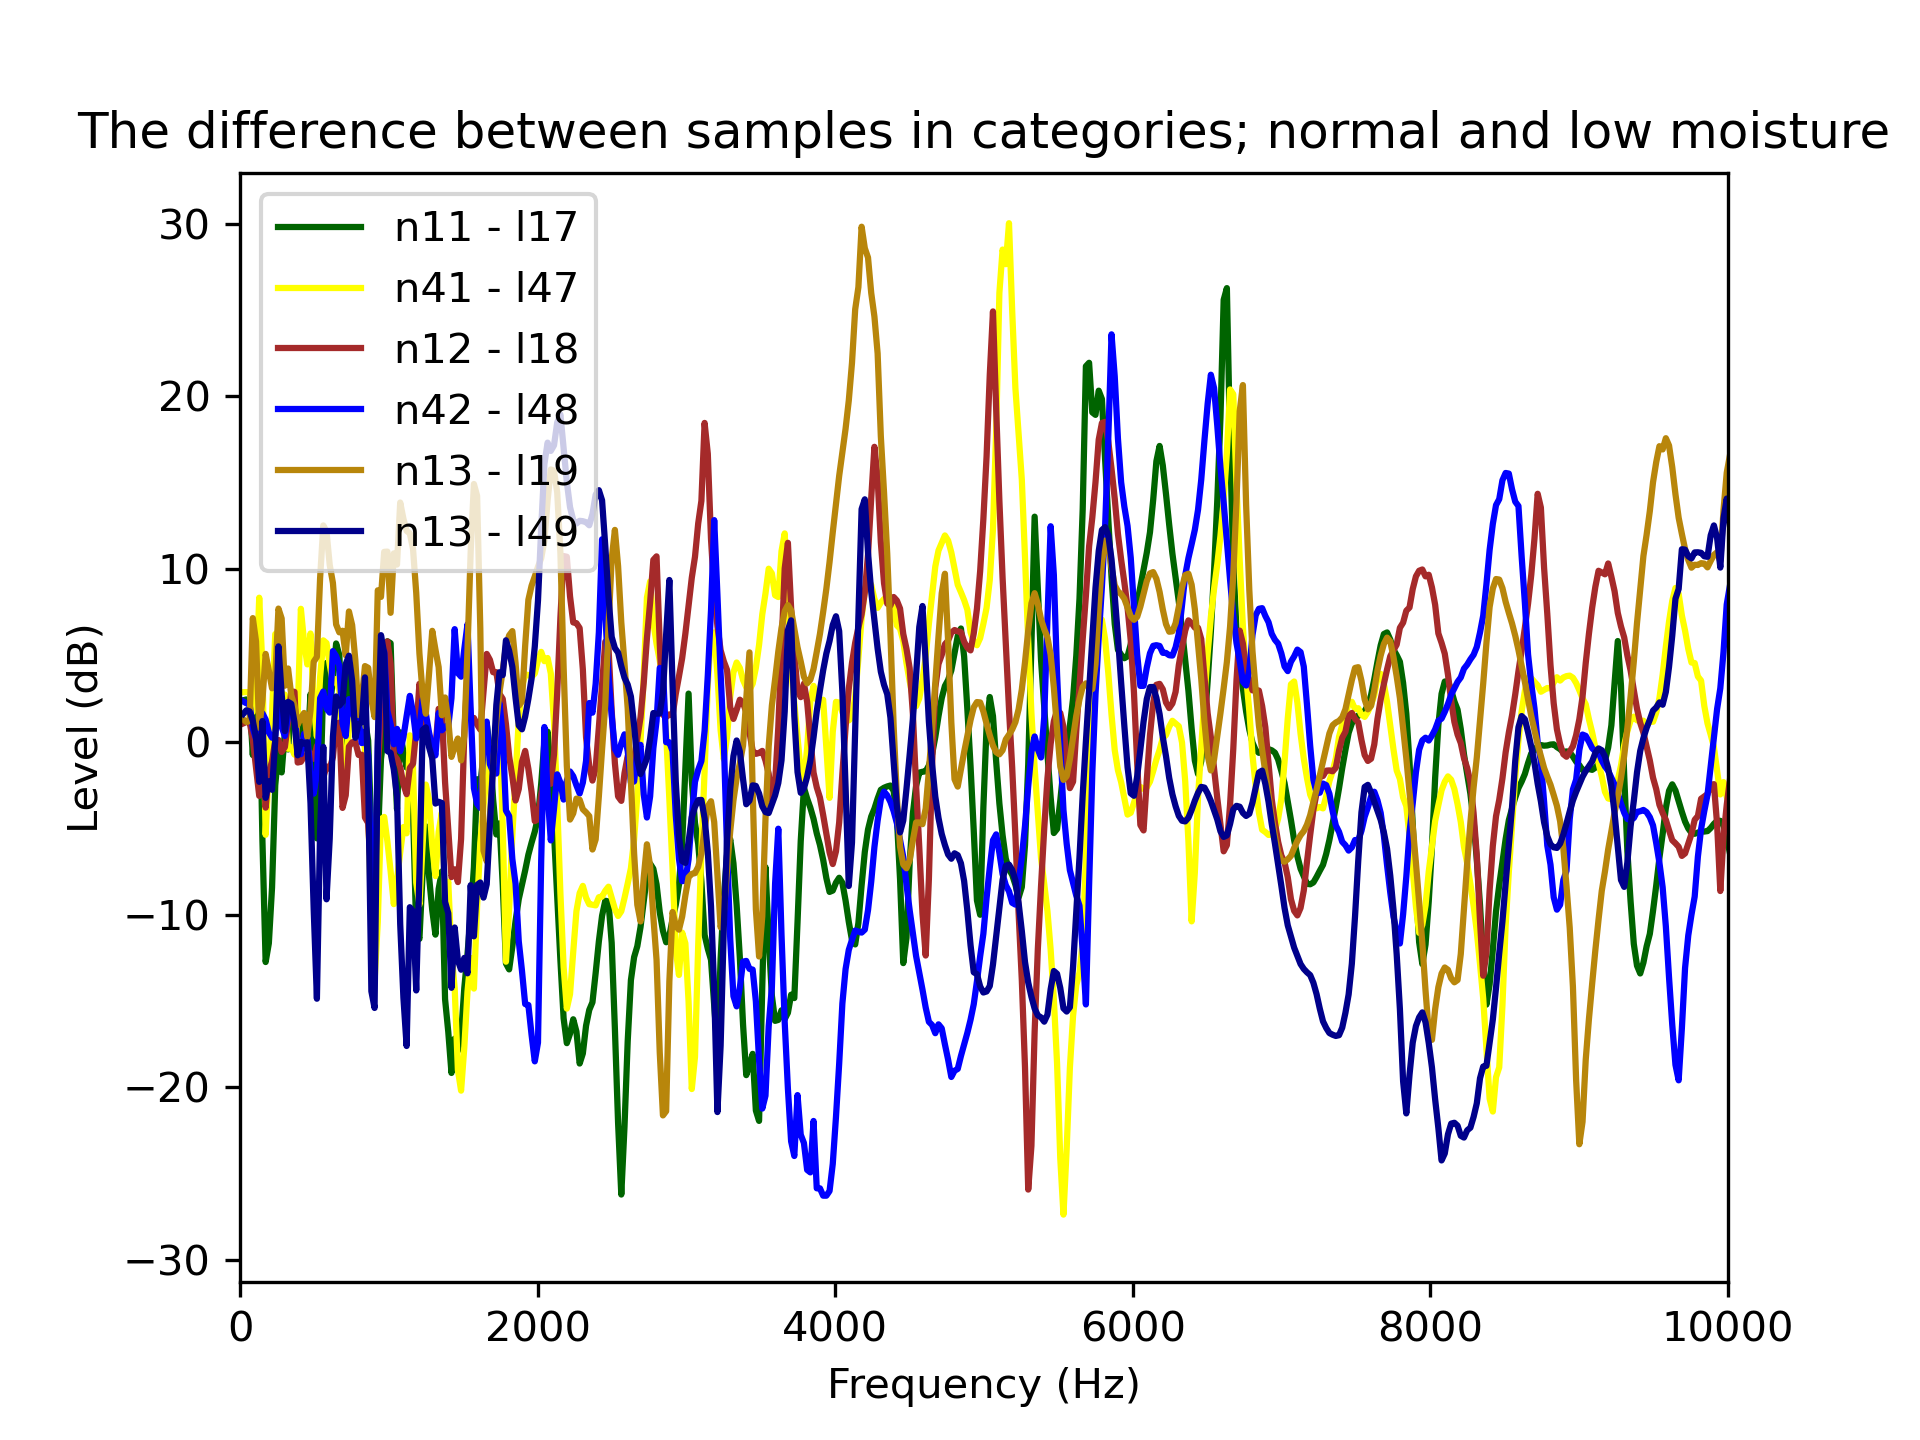 The difference between samples in categories; normal and low moisture
n11 - l17
n41 - l47
n12 - l18
n42 - l48
n13 - l19
n13 - l49
30
20
10
0
−10
−20
−30
Level (dB)
0 2000 4000 6000 8000 10000
Frequency (Hz)